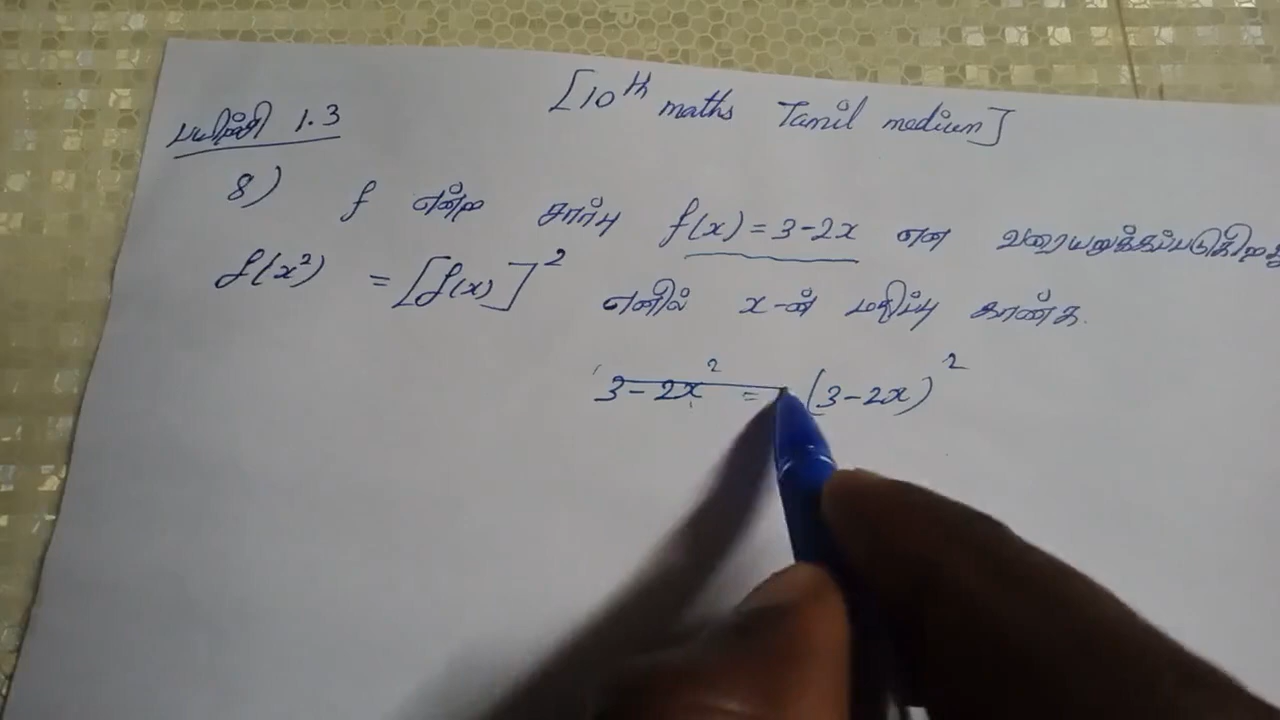 [10th maths Tamil medium]
பயிற்சி 1.3
8) f என்ற சார்பு f(x) = 3-2x என வரையறுக்கப்படுகிறது
f(x²) = [f(x)]² எனில் x-ன் மதிப்பு காண்க.
3-2x² = (3-2x)²